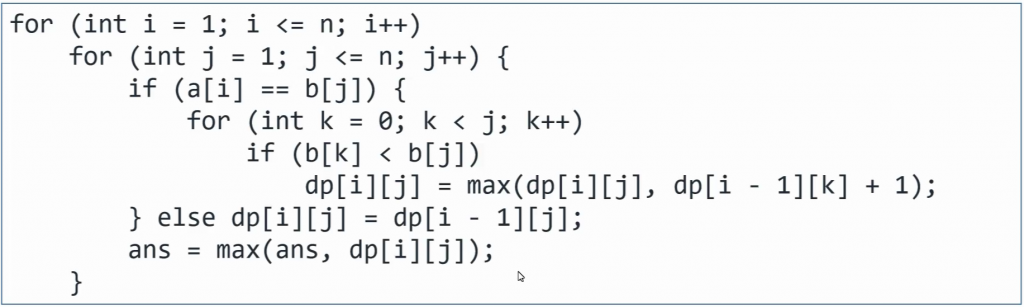 for (int i = 1; i <= n; i++)
    for (int j = 1; j <= n; j++) {
        if (a[i] == b[j]) {
            for (int k = 0; k < j; k++)
                if (b[k] < b[j])
                    dp[i][j] = max(dp[i][j], dp[i - 1][k] + 1);
        } else dp[i][j] = dp[i - 1][j];
        ans = max(ans, dp[i][j]);
    }